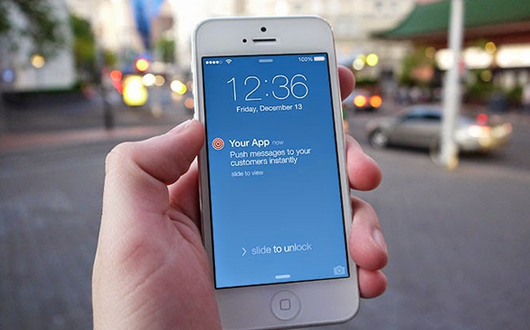 100%
12:36
Friday, December 13
Your App now
Push messages to your
customers instantly
slide to view
> slide to unlock